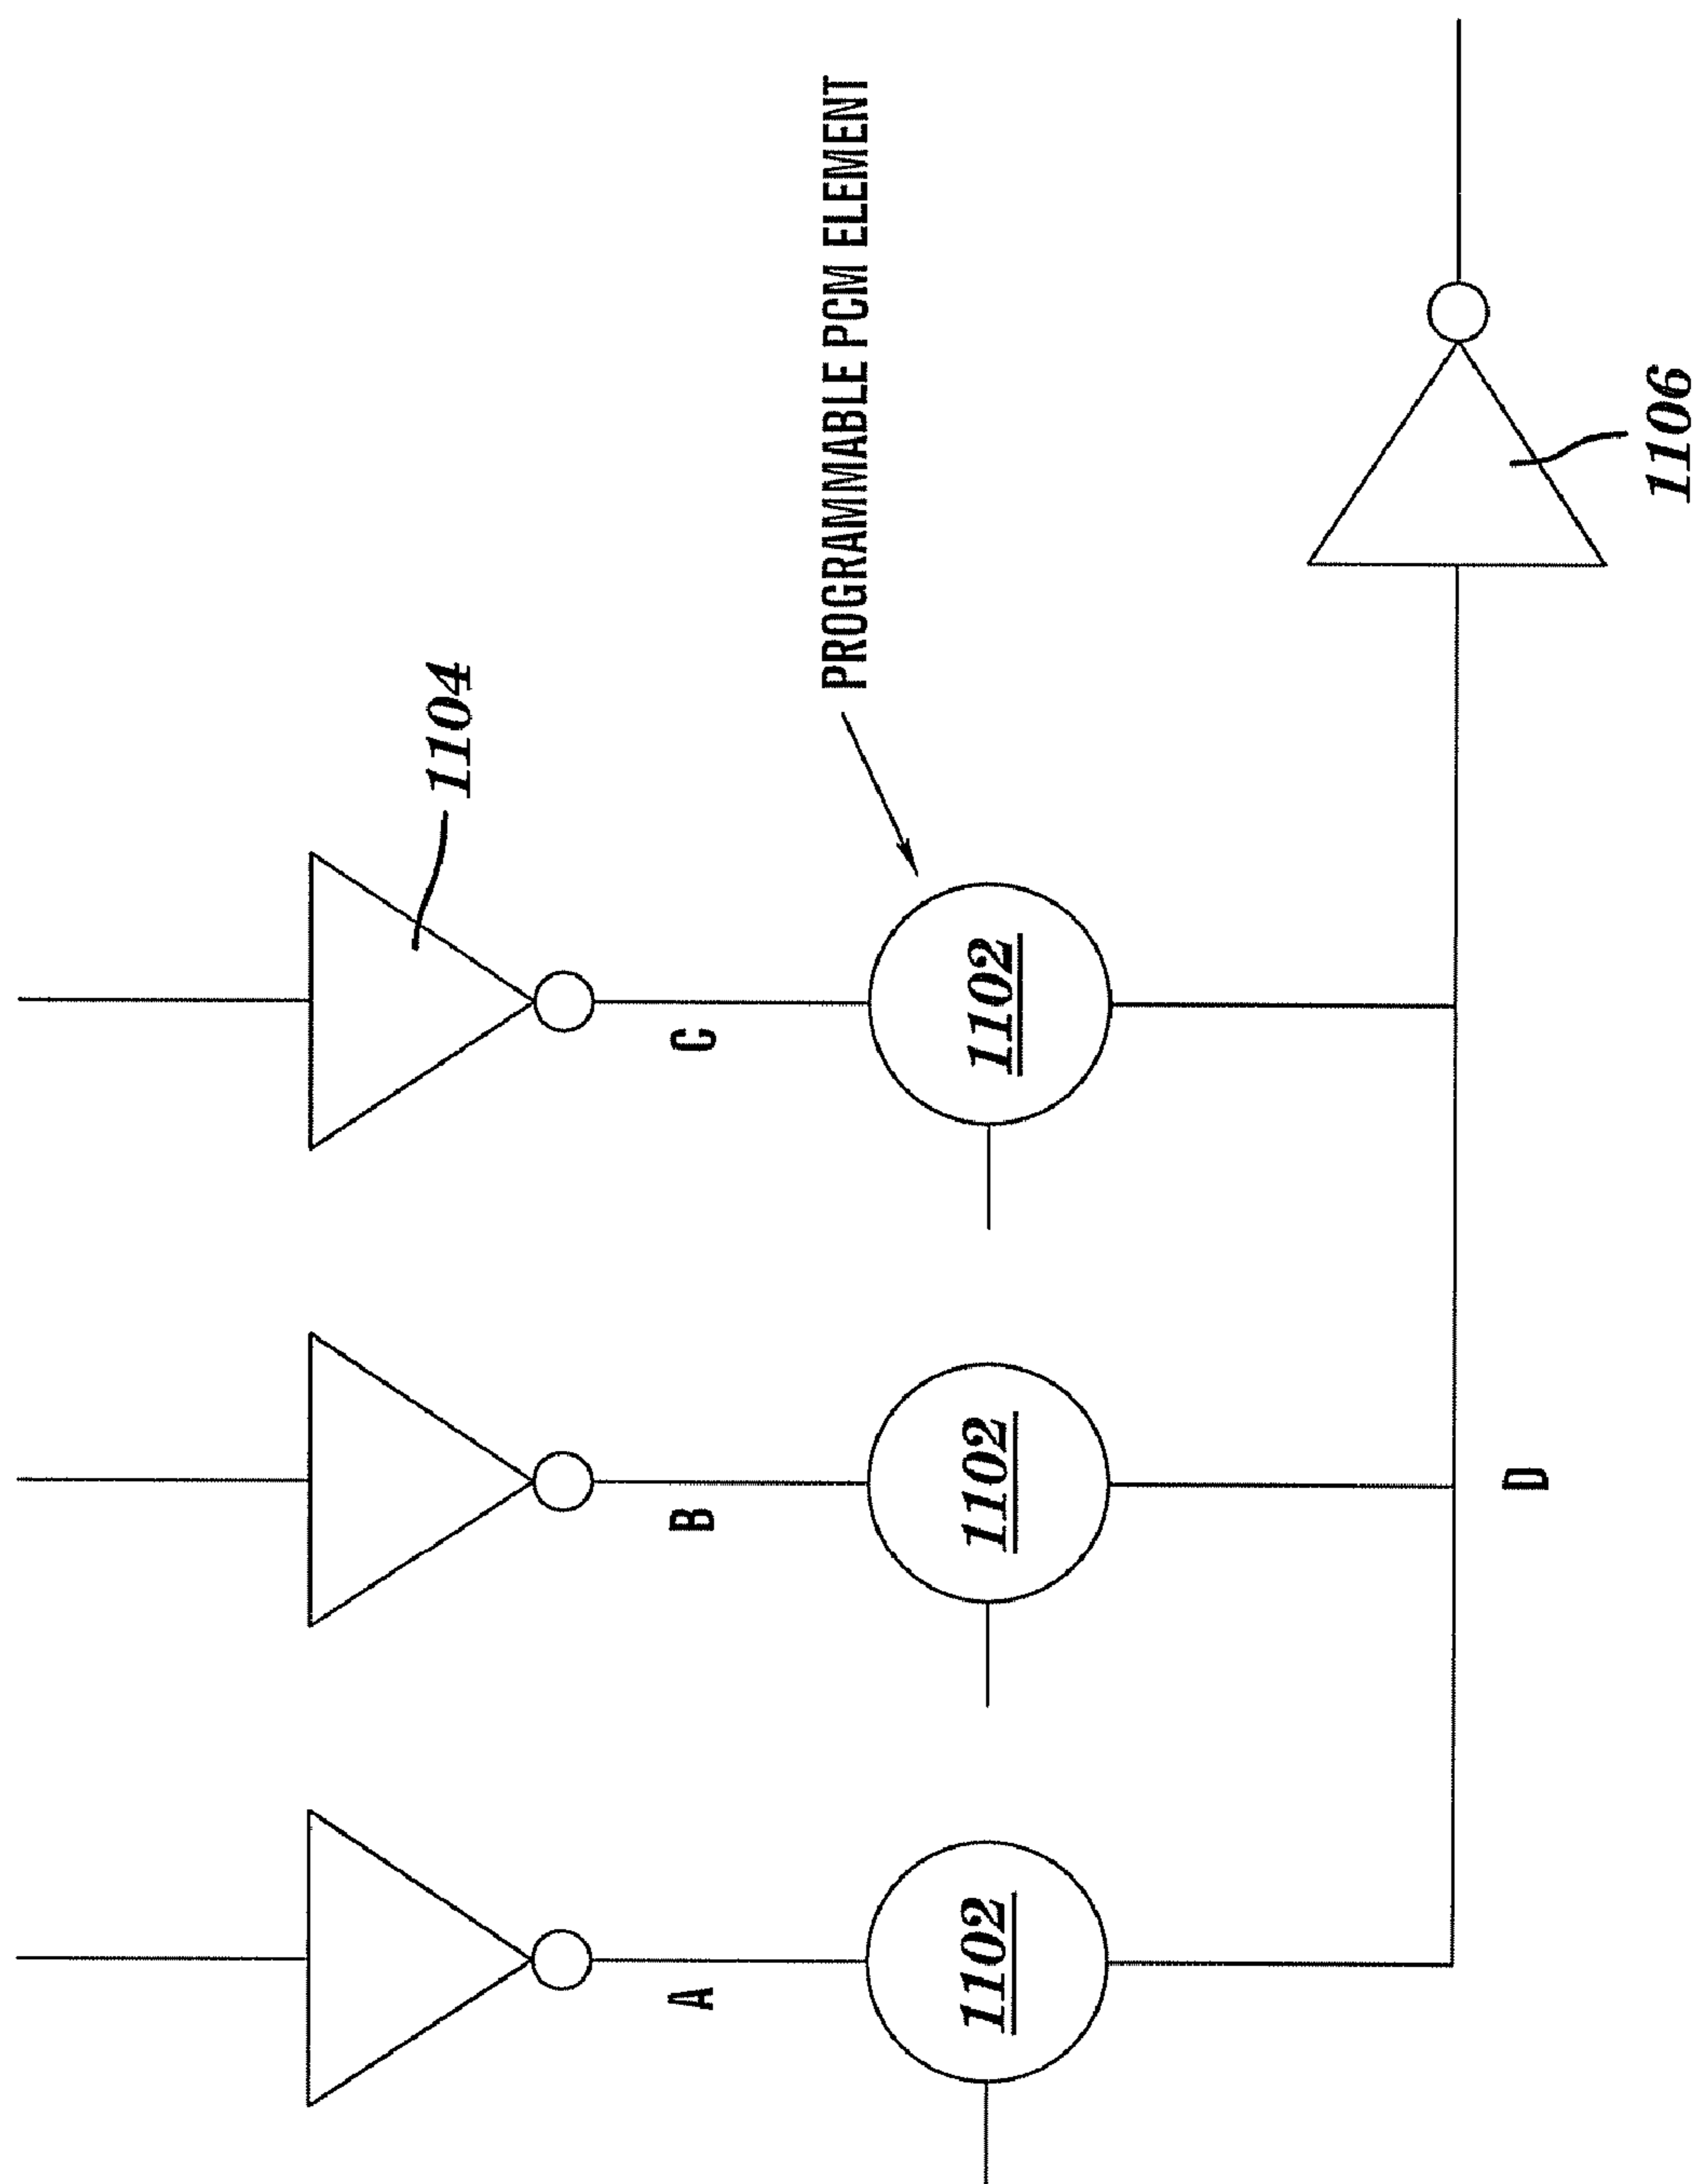 1104
PROGRAMMABLE PCM ELEMENT
C
1102
B
1102
A
1102
D
1106